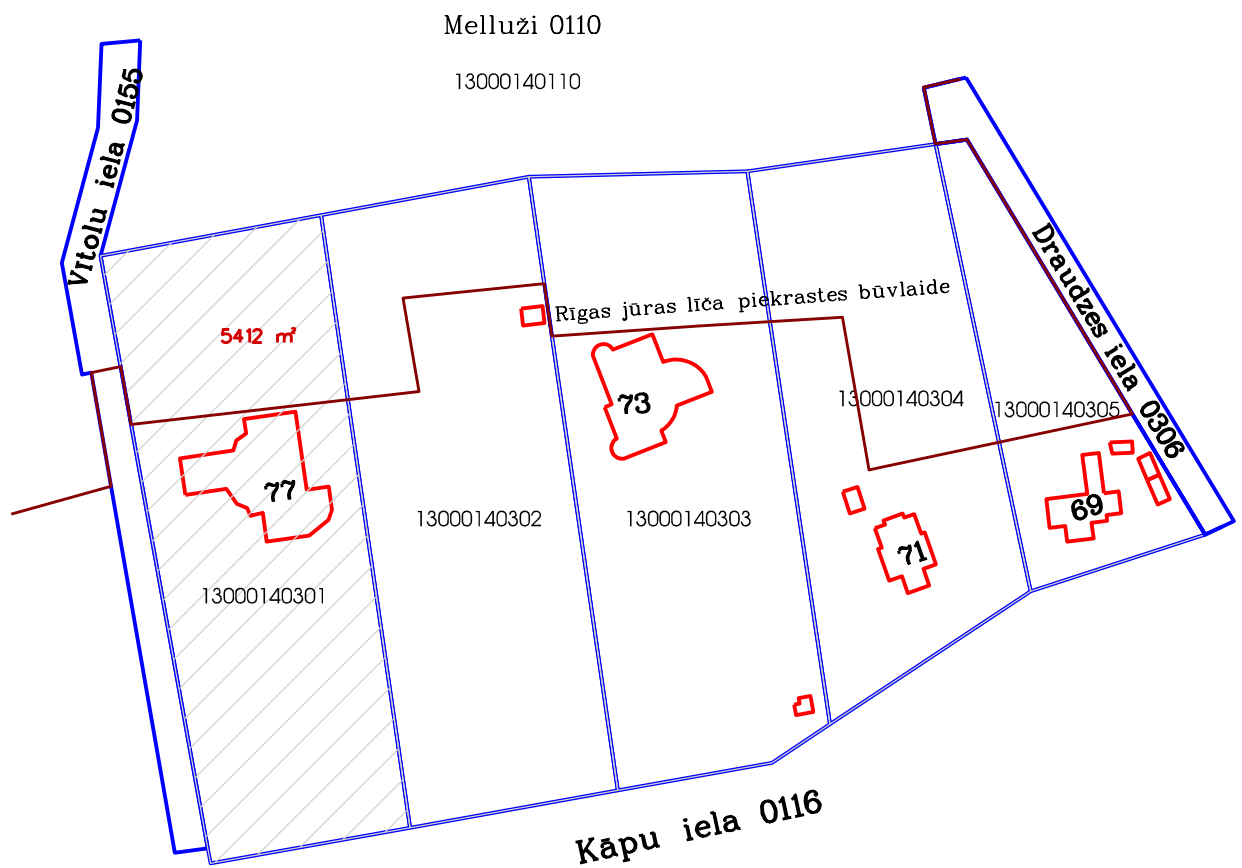 Melluži 0110
13000140110
Vītolu iela 0155
Draudzes iela 0306
Rīgas jūras līča piekrastes būvlaide
5412 m²
73
13000140304
13000140305
77
13000140302
13000140303
69
71
13000140301
Kāpu iela 0116